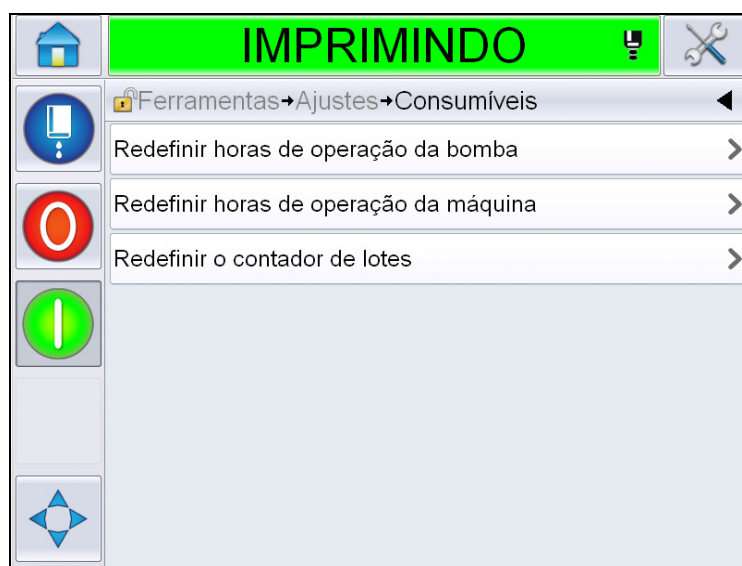 IMPRIMINDO
Ferramentas→Ajustes→Consumíveis
Redefinir horas de operação da bomba
Redefinir horas de operação da máquina
Redefinir o contador de lotes